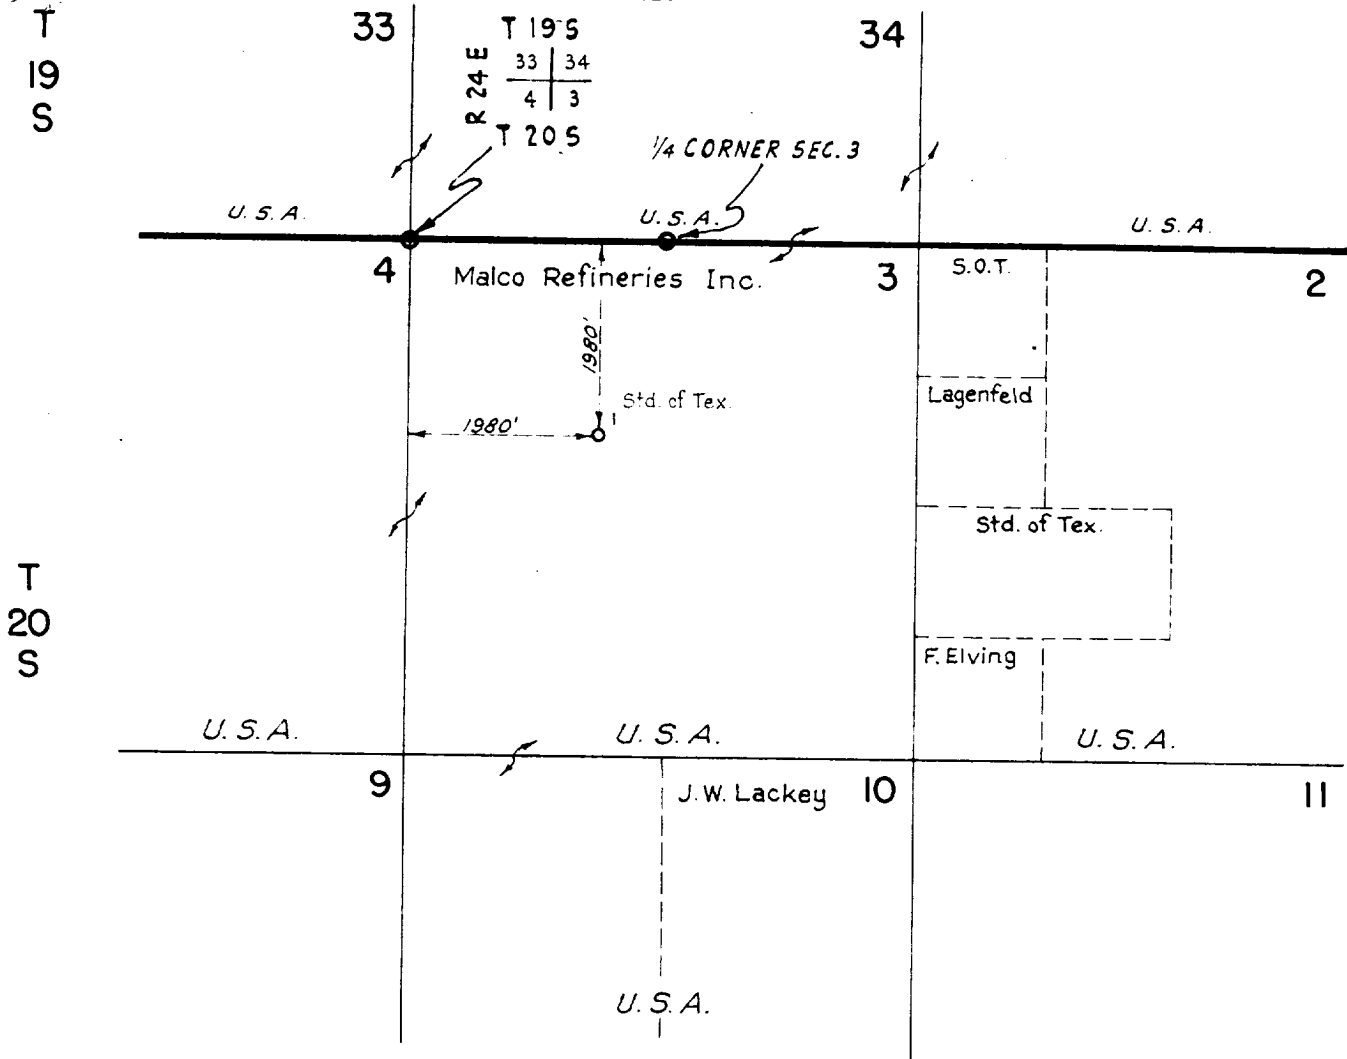 T
19
S
33
34
T 19 S
R 24 E
33 34
4 3
T 20 S
1/4 CORNER SEC. 3
U.S.A.
U.S.A.
U.S.A.
4
Malco Refineries Inc.
3
S.O.T.
2
1980'
Std. of Tex.
Lagenfeld
1980'
1
Std. of Tex.
T
20
S
F. Elving
U.S.A.
U.S.A.
U.S.A.
9
J.W. Lackey
10
11
U.S.A.